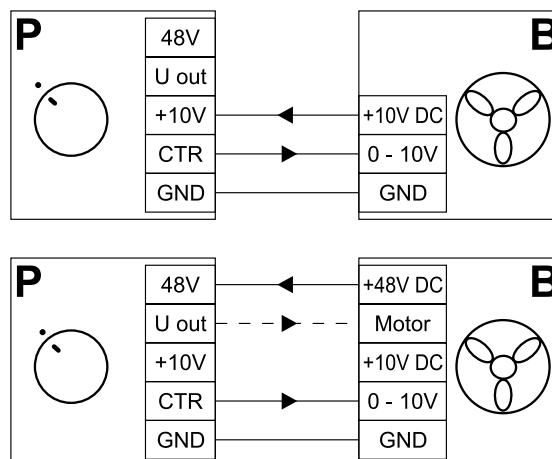 P
48V
U out
+10V
CTR
GND
B
+10V DC
0 - 10V
GND
P
48V
U out
+10V
CTR
GND
B
+48V DC
Motor
+10V DC
0 - 10V
GND